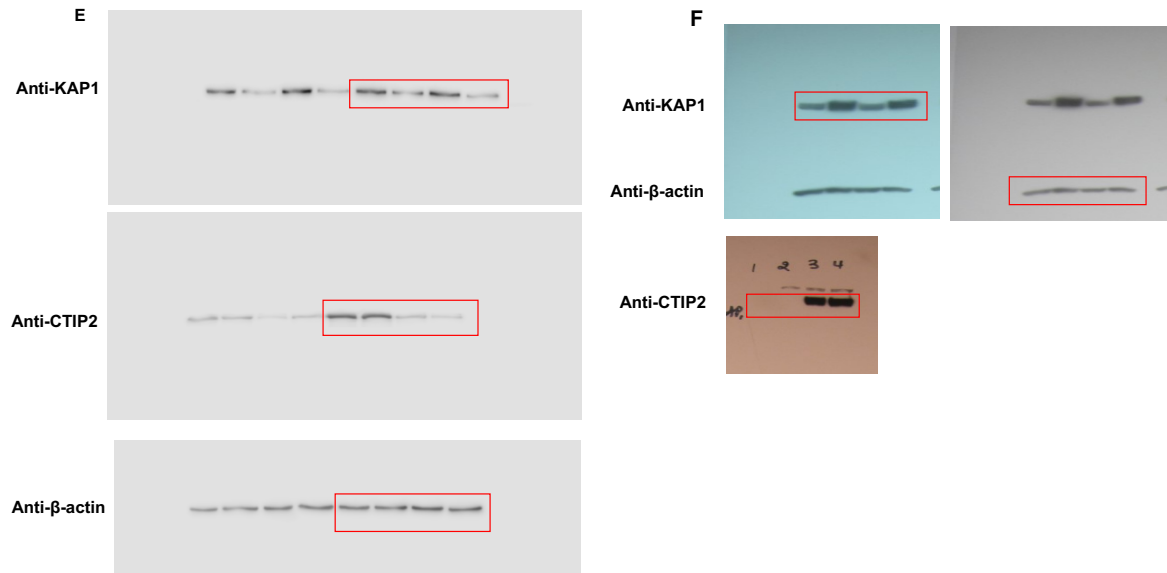 E
Anti-KAP1
Anti-CTIP2
Anti-β-actin
F
Anti-KAP1
Anti-β-actin
1 2 3 4
Anti-CTIP2